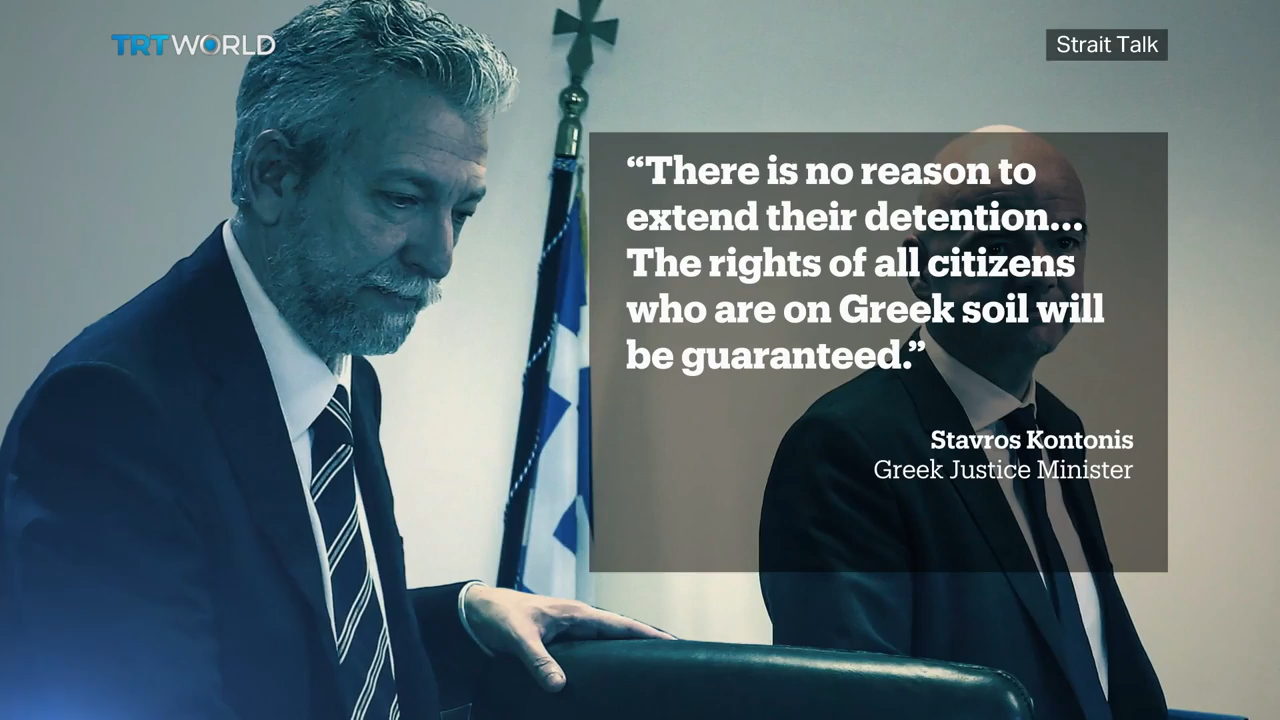 TRT WORLD
Strait Talk
“There is no reason to
extend their detention...
The rights of all citizens
who are on Greek soil will
be guaranteed.”
Stavros Kontonis
Greek Justice Minister